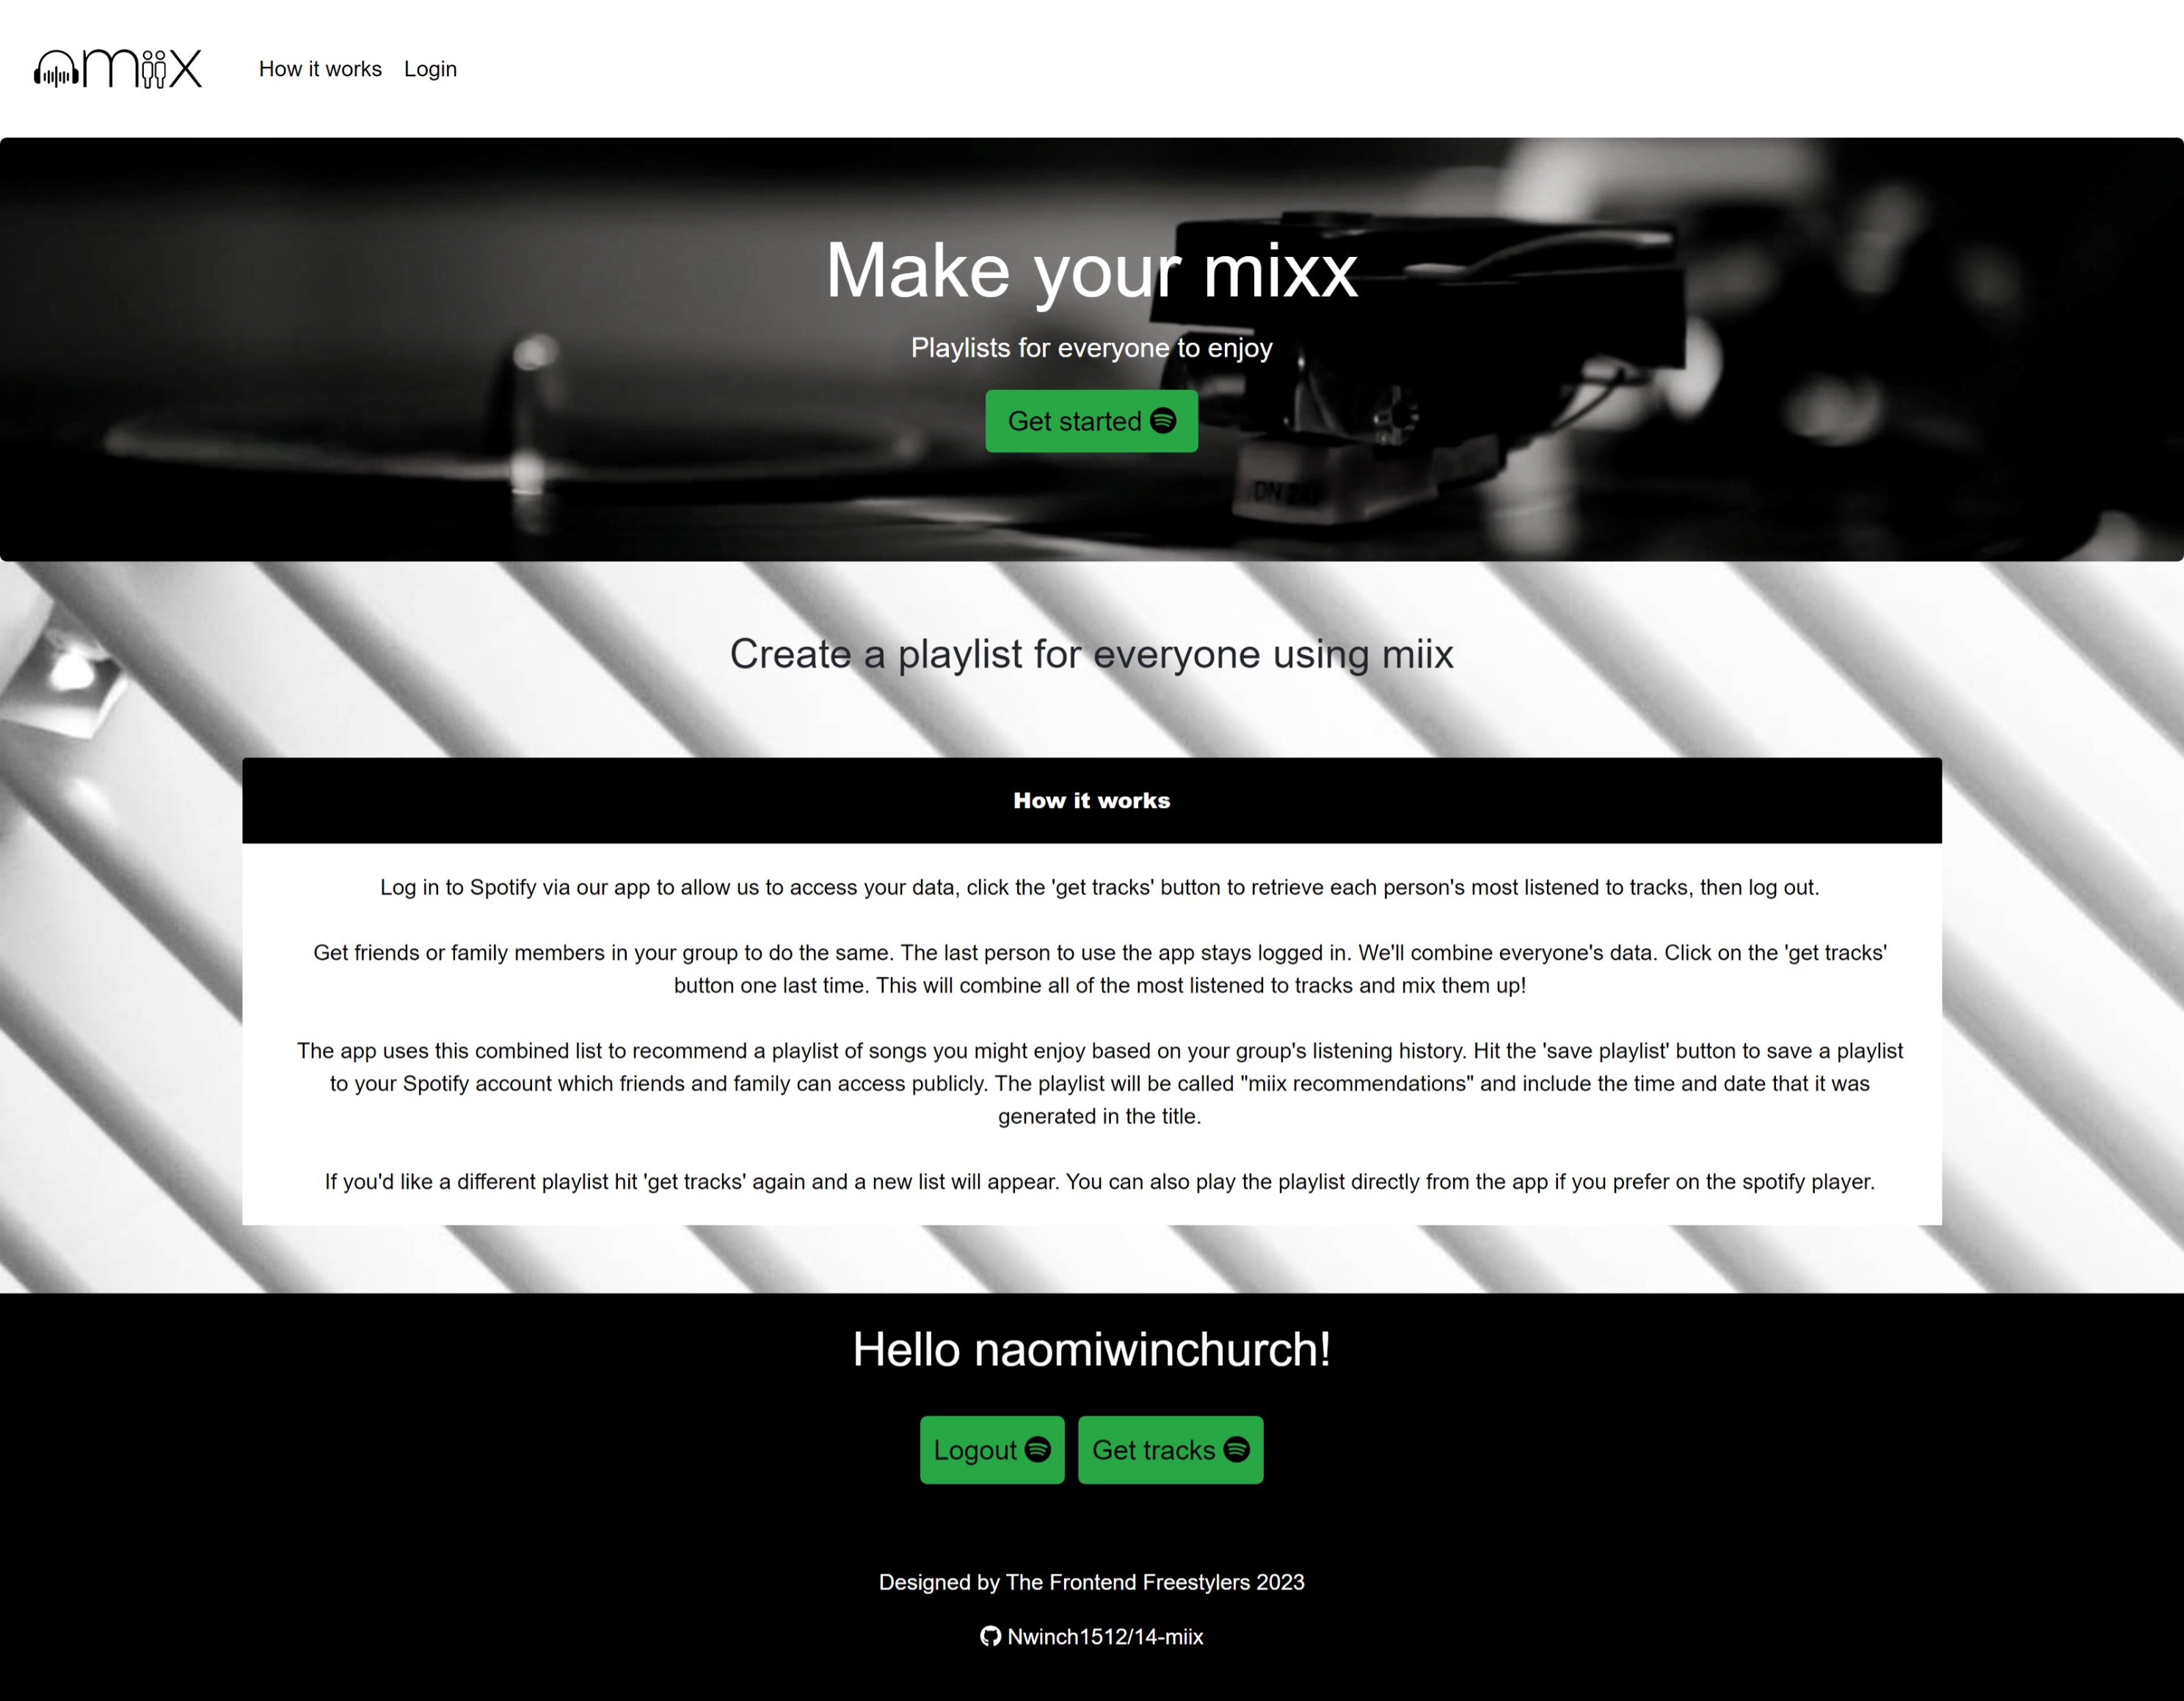 miix
How it works Login
Make your mixx
Playlists for everyone to enjoy
Get started
Create a playlist for everyone using miix
How it works
Log in to Spotify via our app to allow us to access your data, click the 'get tracks' button to retrieve each person's most listened to tracks, then log out.
Get friends or family members in your group to do the same. The last person to use the app stays logged in. We'll combine everyone's data. Click on the 'get tracks'
button one last time. This will combine all of the most listened to tracks and mix them up!
The app uses this combined list to recommend a playlist of songs you might enjoy based on your group's listening history. Hit the 'save playlist' button to save a playlist
to your Spotify account which friends and family can access publicly. The playlist will be called "miix recommendations" and include the time and date that it was
generated in the title.
If you'd like a different playlist hit 'get tracks' again and a new list will appear. You can also play the playlist directly from the app if you prefer on the spotify player.
Hello naomiwinchurch!
Logout Get tracks
Designed by The Frontend Freestylers 2023
Nwinch1512/14-miix